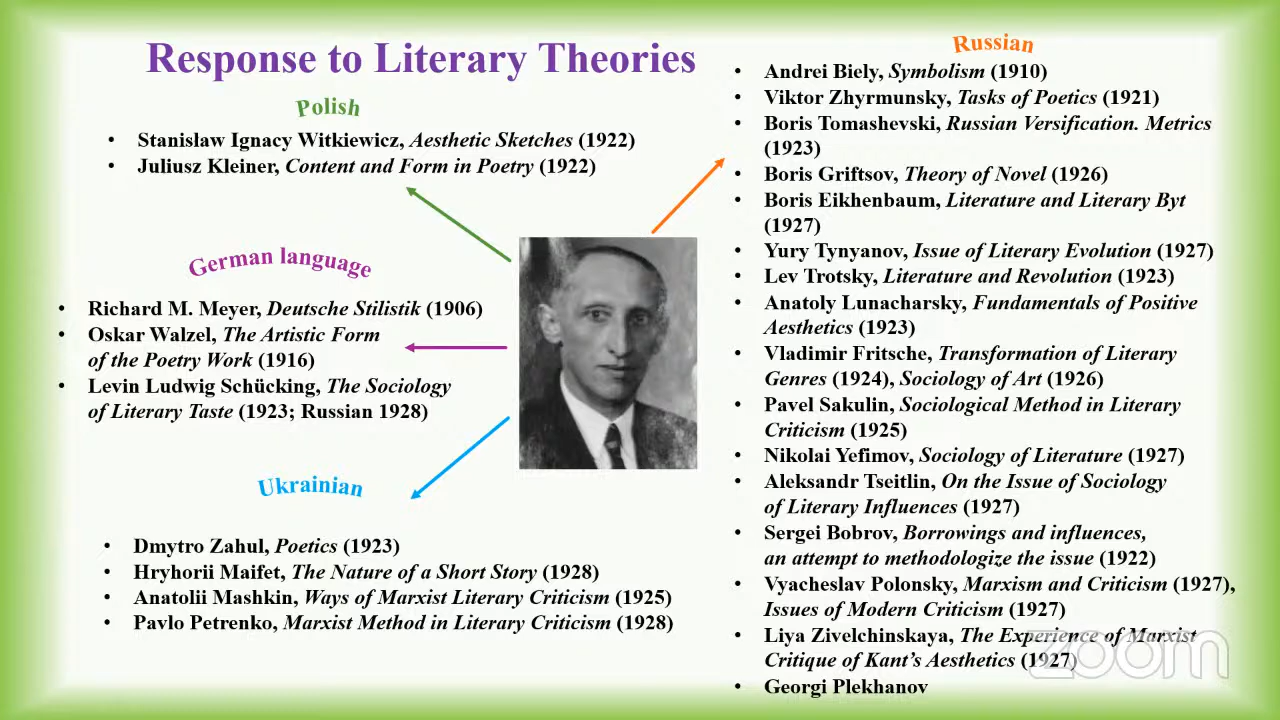 Response to Literary Theories
Polish
• Stanisław Ignacy Witkiewicz, Aesthetic Sketches (1922)
• Juliusz Kleiner, Content and Form in Poetry (1922)
German language
• Richard M. Meyer, Deutsche Stilistik (1906)
• Oskar Walzel, The Artistic Form
of the Poetry Work (1916)
• Levin Ludwig Schücking, The Sociology
of Literary Taste (1923; Russian 1928)
Ukrainian
• Dmytro Zahul, Poetics (1923)
• Hryhorii Maifet, The Nature of a Short Story (1928)
• Anatolii Mashkin, Ways of Marxist Literary Criticism (1925)
• Pavlo Petrenko, Marxist Method in Literary Criticism (1928)
Russian
• Andrei Biely, Symbolism (1910)
• Viktor Zhyrmunsky, Tasks of Poetics (1921)
• Boris Tomashevski, Russian Versification. Metrics
(1923)
• Boris Griftsov, Theory of Novel (1926)
• Boris Eikhenbaum, Literature and Literary Byt
(1927)
• Yury Tynyanov, Issue of Literary Evolution (1927)
• Lev Trotsky, Literature and Revolution (1923)
• Anatoly Lunacharsky, Fundamentals of Positive
Aesthetics (1923)
• Vladimir Fritsche, Transformation of Literary
Genres (1924), Sociology of Art (1926)
• Pavel Sakulin, Sociological Method in Literary
Criticism (1925)
• Nikolai Yefimov, Sociology of Literature (1927)
• Aleksandr Tseitlin, On the Issue of Sociology
of Literary Influences (1927)
• Sergei Bobrov, Borrowings and influences,
an attempt to methodologize the issue (1922)
• Vyacheslav Polonsky, Marxism and Criticism (1927),
Issues of Modern Criticism (1927)
• Liya Zivelchinskaya, The Experience of Marxist
Critique of Kant's Aesthetics (1927)
• Georgi Plekhanov
zoom